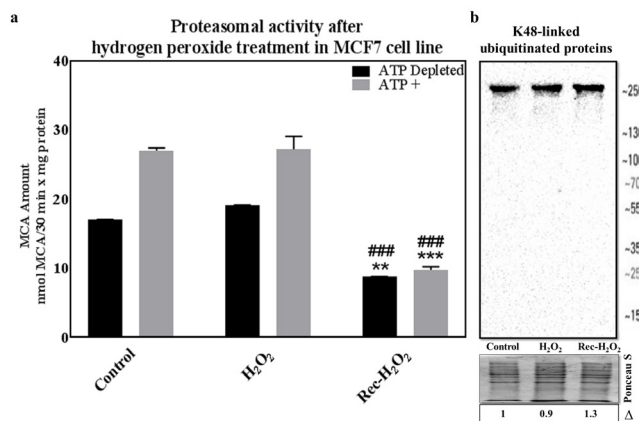 a
Proteasomal activity after
hydrogen peroxide treatment in MCF7 cell line
ATP Depleted
ATP +
MCA Amount
nmol MCA/30 min x mg protein
40
30
20
10
0
###
**
###
***
Control
H₂O₂
Rec-H₂O₂
b
K48-linked
ubiquitinated proteins
~250
~130
~100
~70
~55
~35
~25
~15
Control H₂O₂ Rec-H₂O₂
Ponceau S
1 0.9 1.3 Δ